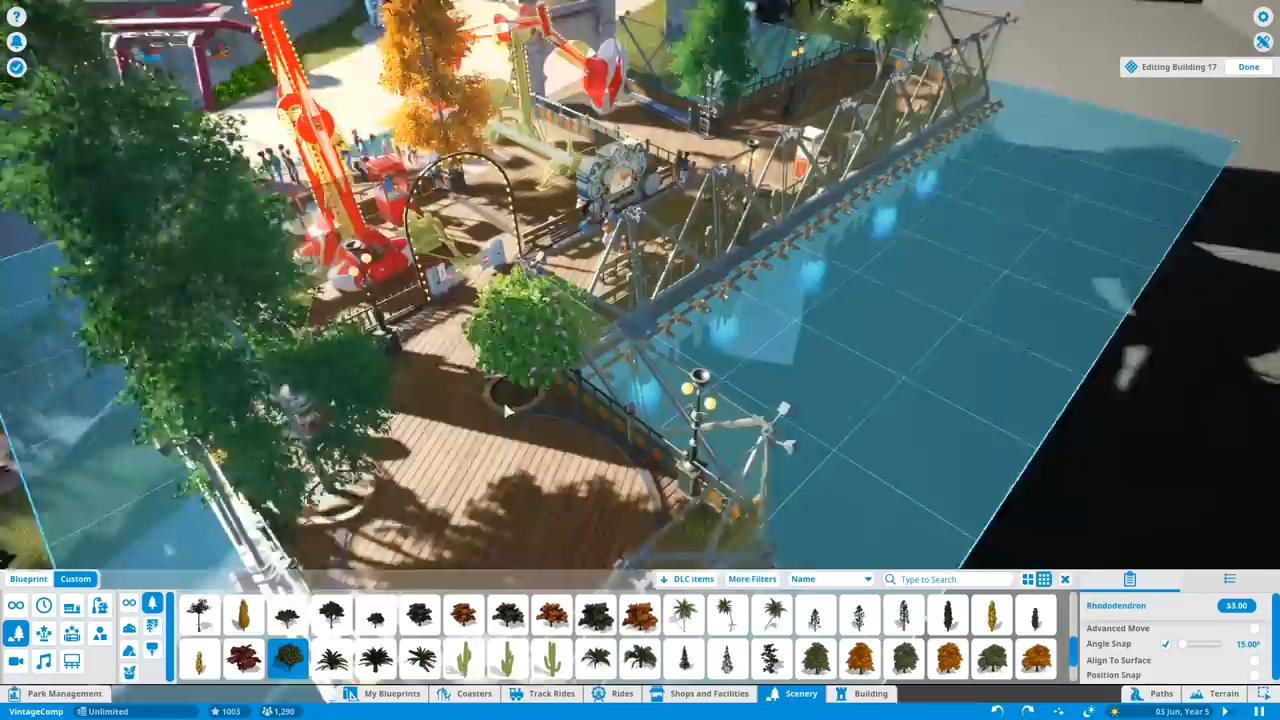 Editing Building 17 Done
Blueprint Custom
DLC items More Filters Name Type to Search
Rhododendron $3.00
Advanced Move
Angle Snap 15.00°
Align To Surface
Position Snap
Park Management My Blueprints Coasters Track Rides Rides Shops and Facilities Scenery Building Paths Terrain
VintageComp Unlimited 1003 1,290 03 Jun, Year 5